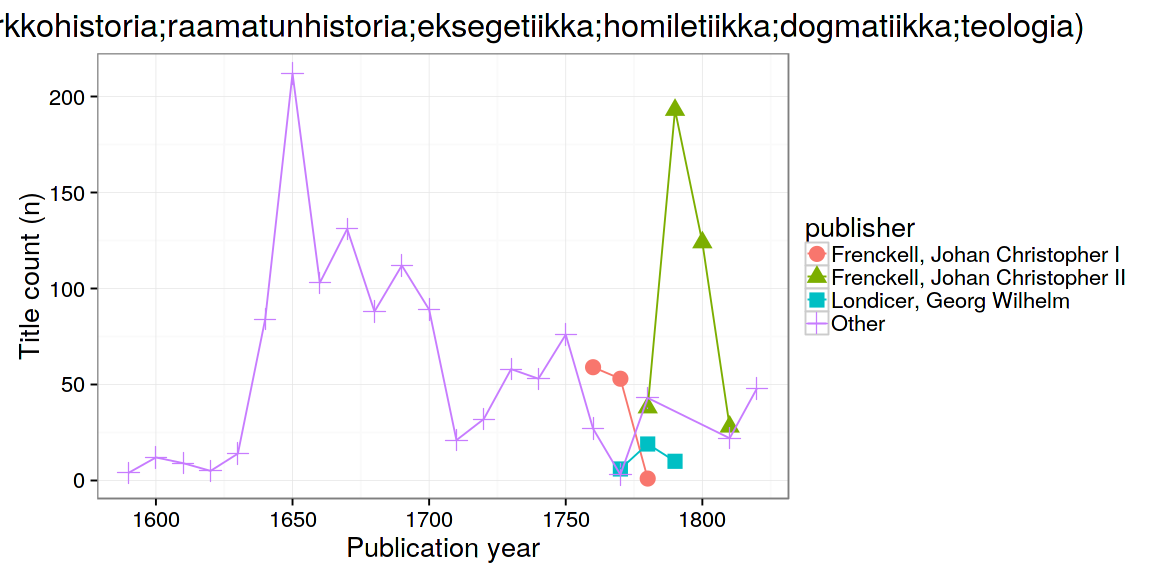 rkkohistoria;raamatunhistoria;eksegetiikka;homiletiikka;dogmatiikka;teologia)
200
150
100
50
0
Title count (n)
1600 1650 1700 1750 1800
Publication year
publisher
Frenckell, Johan Christopher I
Frenckell, Johan Christopher II
Londicer, Georg Wilhelm
Other